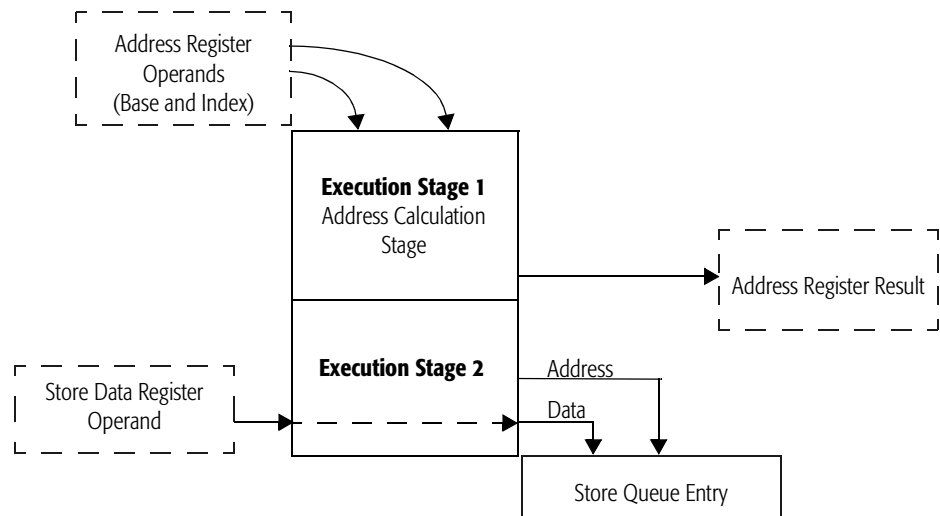 Address Register
Operands
(Base and Index)
Execution Stage 1
Address Calculation
Stage
Address Register Result
Execution Stage 2
Address
Store Data Register
Operand
Data
Store Queue Entry